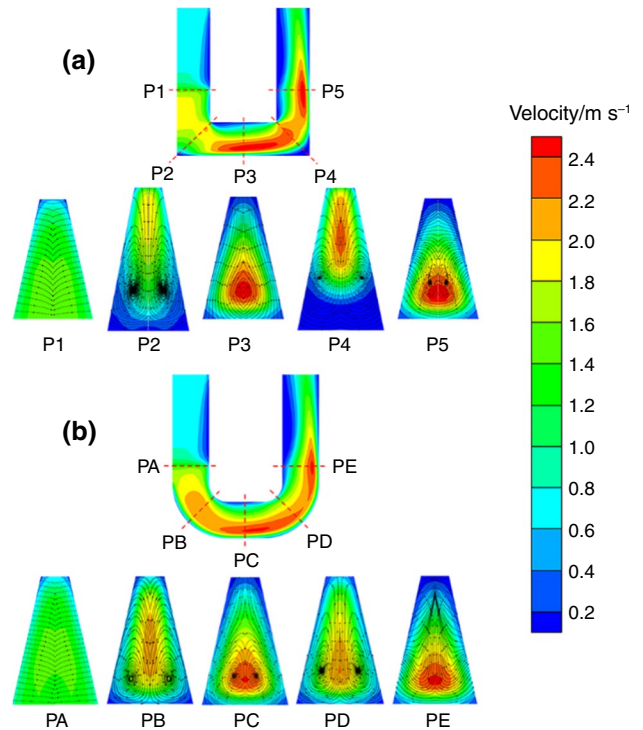 (a)
P1
P5
P2
P3
P4
P1
P2
P3
P4
P5
Velocity/m s⁻¹
2.4
2.2
2.0
1.8
1.6
1.4
1.2
1.0
0.8
0.6
0.4
0.2
(b)
PA
PE
PB
PC
PD
PA
PB
PC
PD
PE